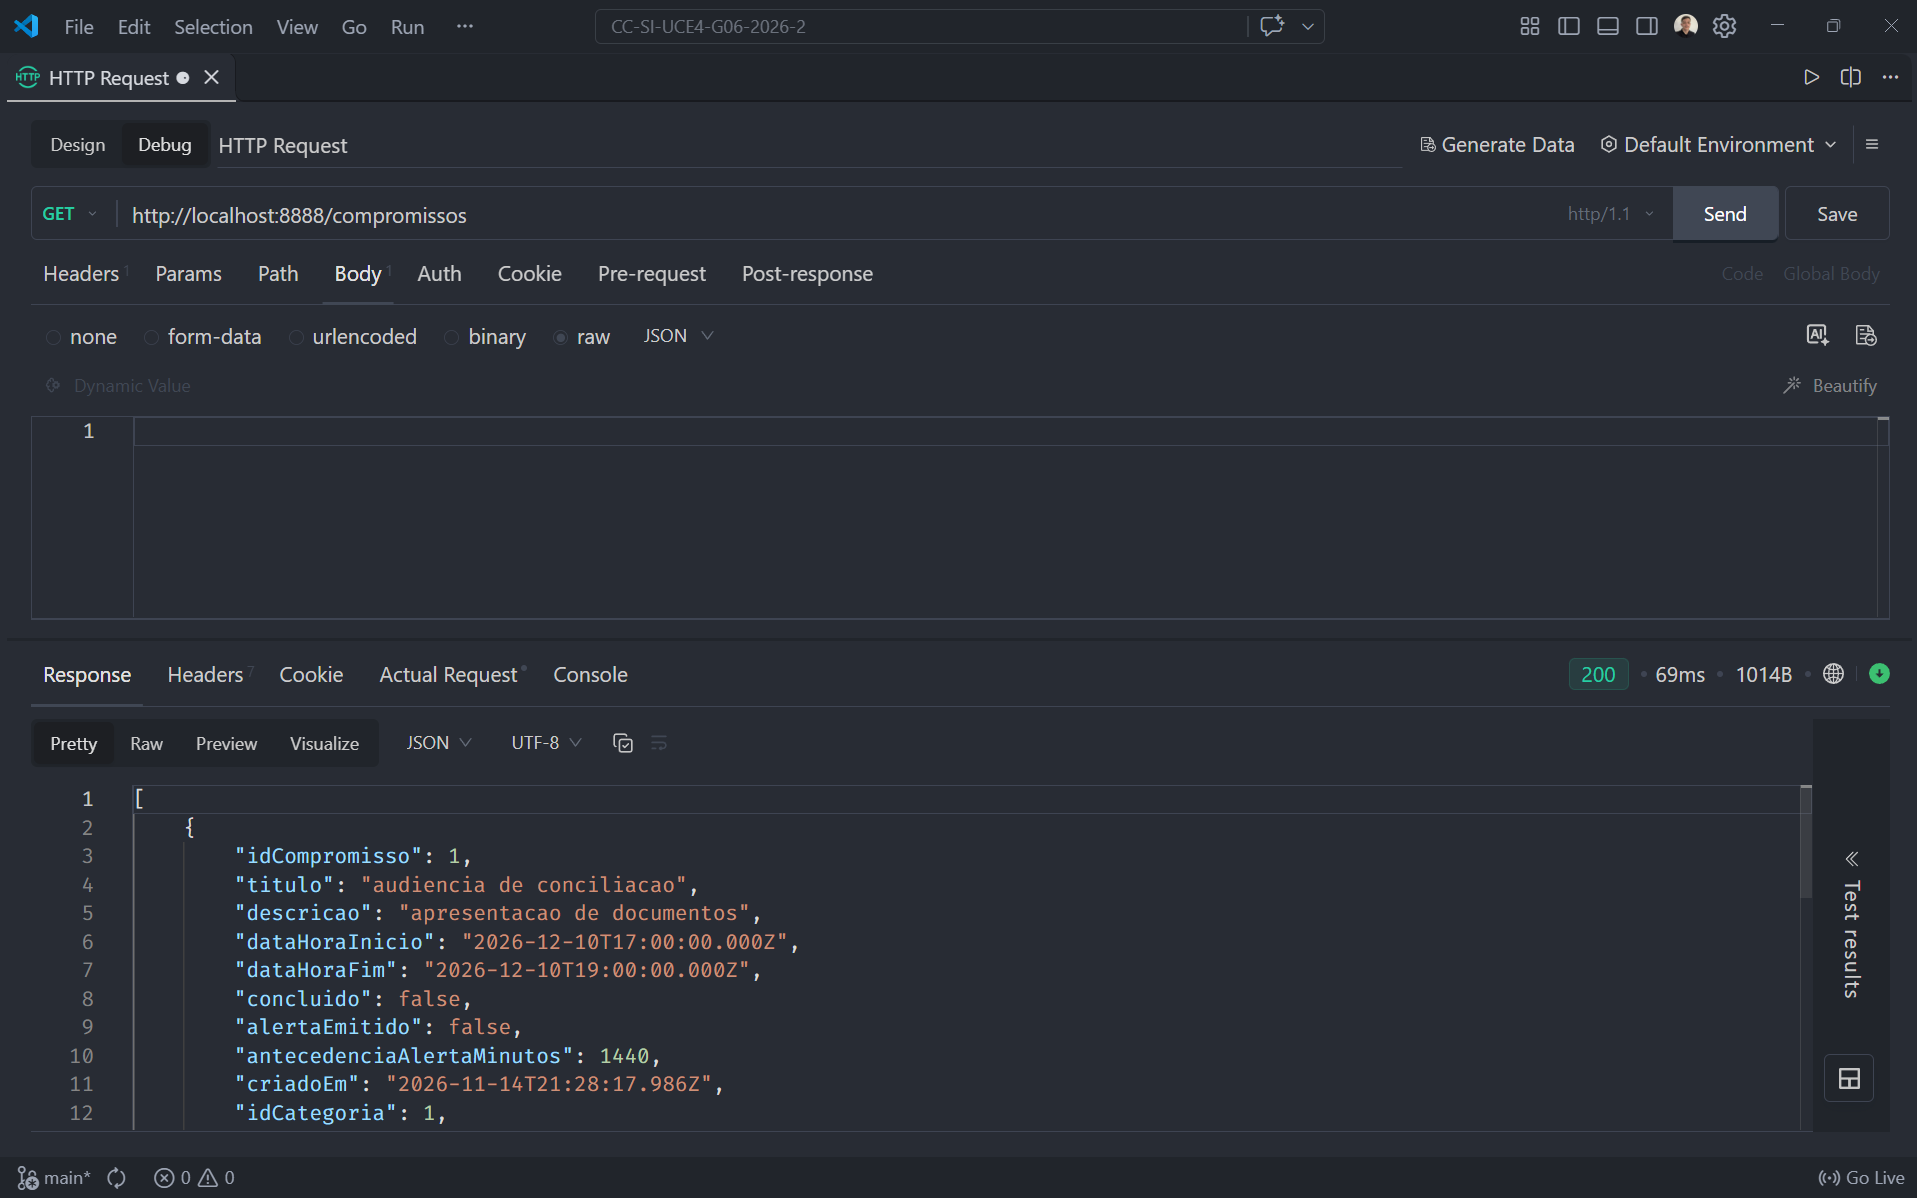 File Edit Selection View Go Run ··· CC-SI-UCE4-G06-2026-2
HTTP HTTP Request
Design Debug HTTP Request Generate Data Default Environment
GET http://localhost:8888/compromissos http/1.1 Send Save
Headers 1 Params Path Body 1 Auth Cookie Pre-request Post-response Code Global Body
none form-data urlencoded binary raw JSON AI
Dynamic Value Beautify
1
Response Headers 7 Cookie Actual Request Console 200 • 69ms • 1014B
Pretty Raw Preview Visualize JSON UTF-8
1 [
2 {
3 "idCompromisso": 1,
4 "titulo": "audiencia de conciliacao",
5 "descricao": "apresentacao de documentos",
6 "dataHoraInicio": "2026-12-10T17:00:00.000Z",
7 "dataHoraFim": "2026-12-10T19:00:00.000Z",
8 "concluido": false,
9 "alertaEmitido": false,
10 "antecedenciaAlertaMinutos": 1440,
11 "criadoEm": "2026-11-14T21:28:17.986Z",
12 "idCategoria": 1,
Test results
main* 0 0 Go Live